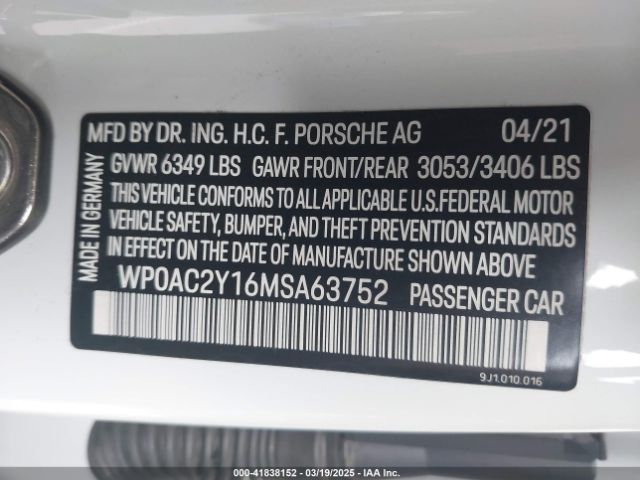 MFD BY DR. ING. H.C. F. PORSCHE AG 04/21
GVWR 6349 LBS GAWR FRONT/REAR 3053/3406 LBS
THIS VEHICLE CONFORMS TO ALL APPLICABLE U.S.FEDERAL MOTOR
VEHICLE SAFETY, BUMPER, AND THEFT PREVENTION STANDARDS
IN EFFECT ON THE DATE OF MANUFACTURE SHOWN ABOVE
MADE IN GERMANY
WP0AC2Y16MSA63752 PASSENGER CAR
9J1.010.016
000-41838152 — 03/19/2025 — IAA Inc.